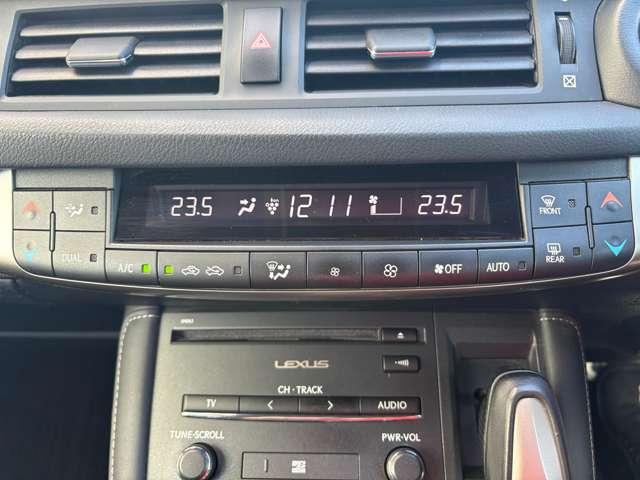 23.5 12 11 23.5
FRONT
DUAL A/C OFF AUTO REAR
LEXUS
CH · TRACK
TV < > AUDIO
TUNE·SCROLL PWR·VOL